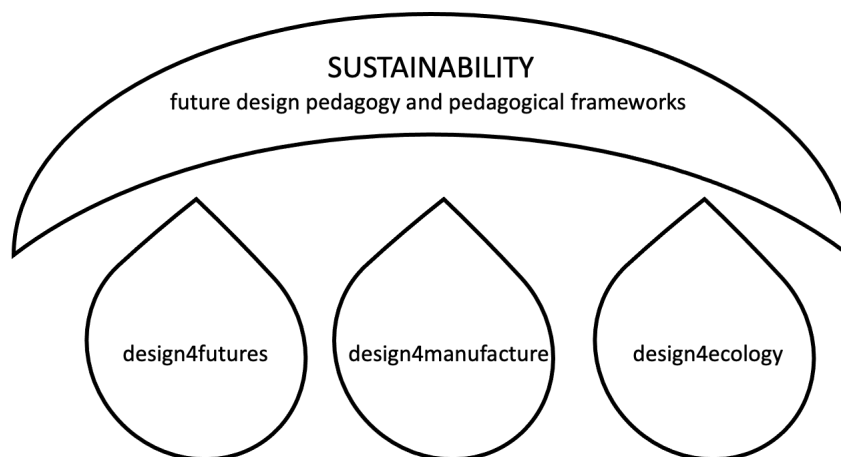 SUSTAINABILITY
future design pedagogy and pedagogical frameworks
design4futures
design4manufacture
design4ecology